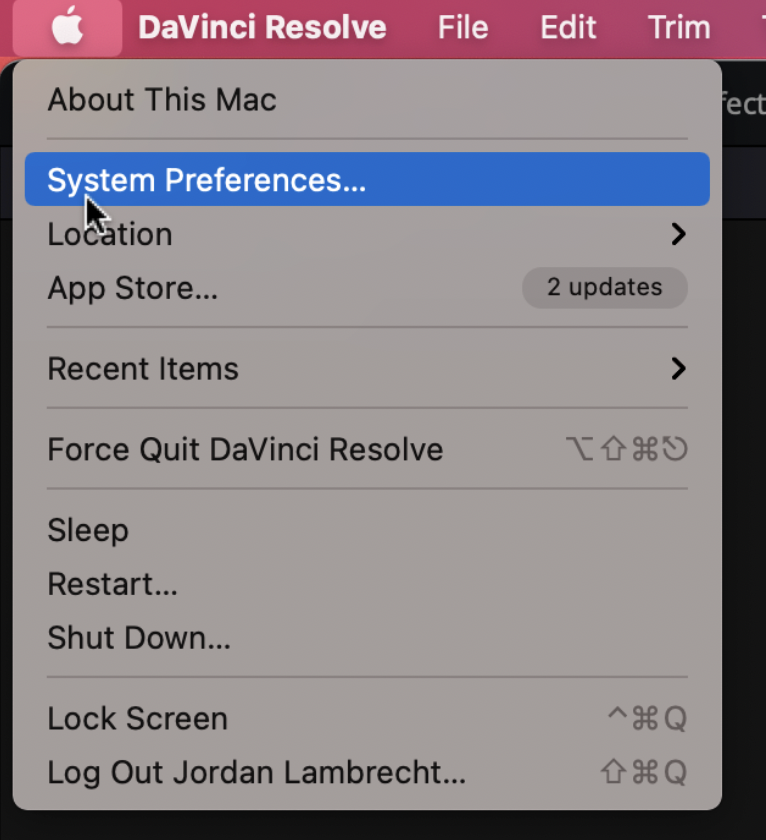 DaVinci Resolve File Edit Trim
About This Mac
System Preferences...
Location
App Store... 2 updates
Recent Items
Force Quit DaVinci Resolve ⌥⇧⌘⎋
Sleep
Restart...
Shut Down...
Lock Screen ^⌘Q
Log Out Jordan Lambrecht... ⇧⌘Q